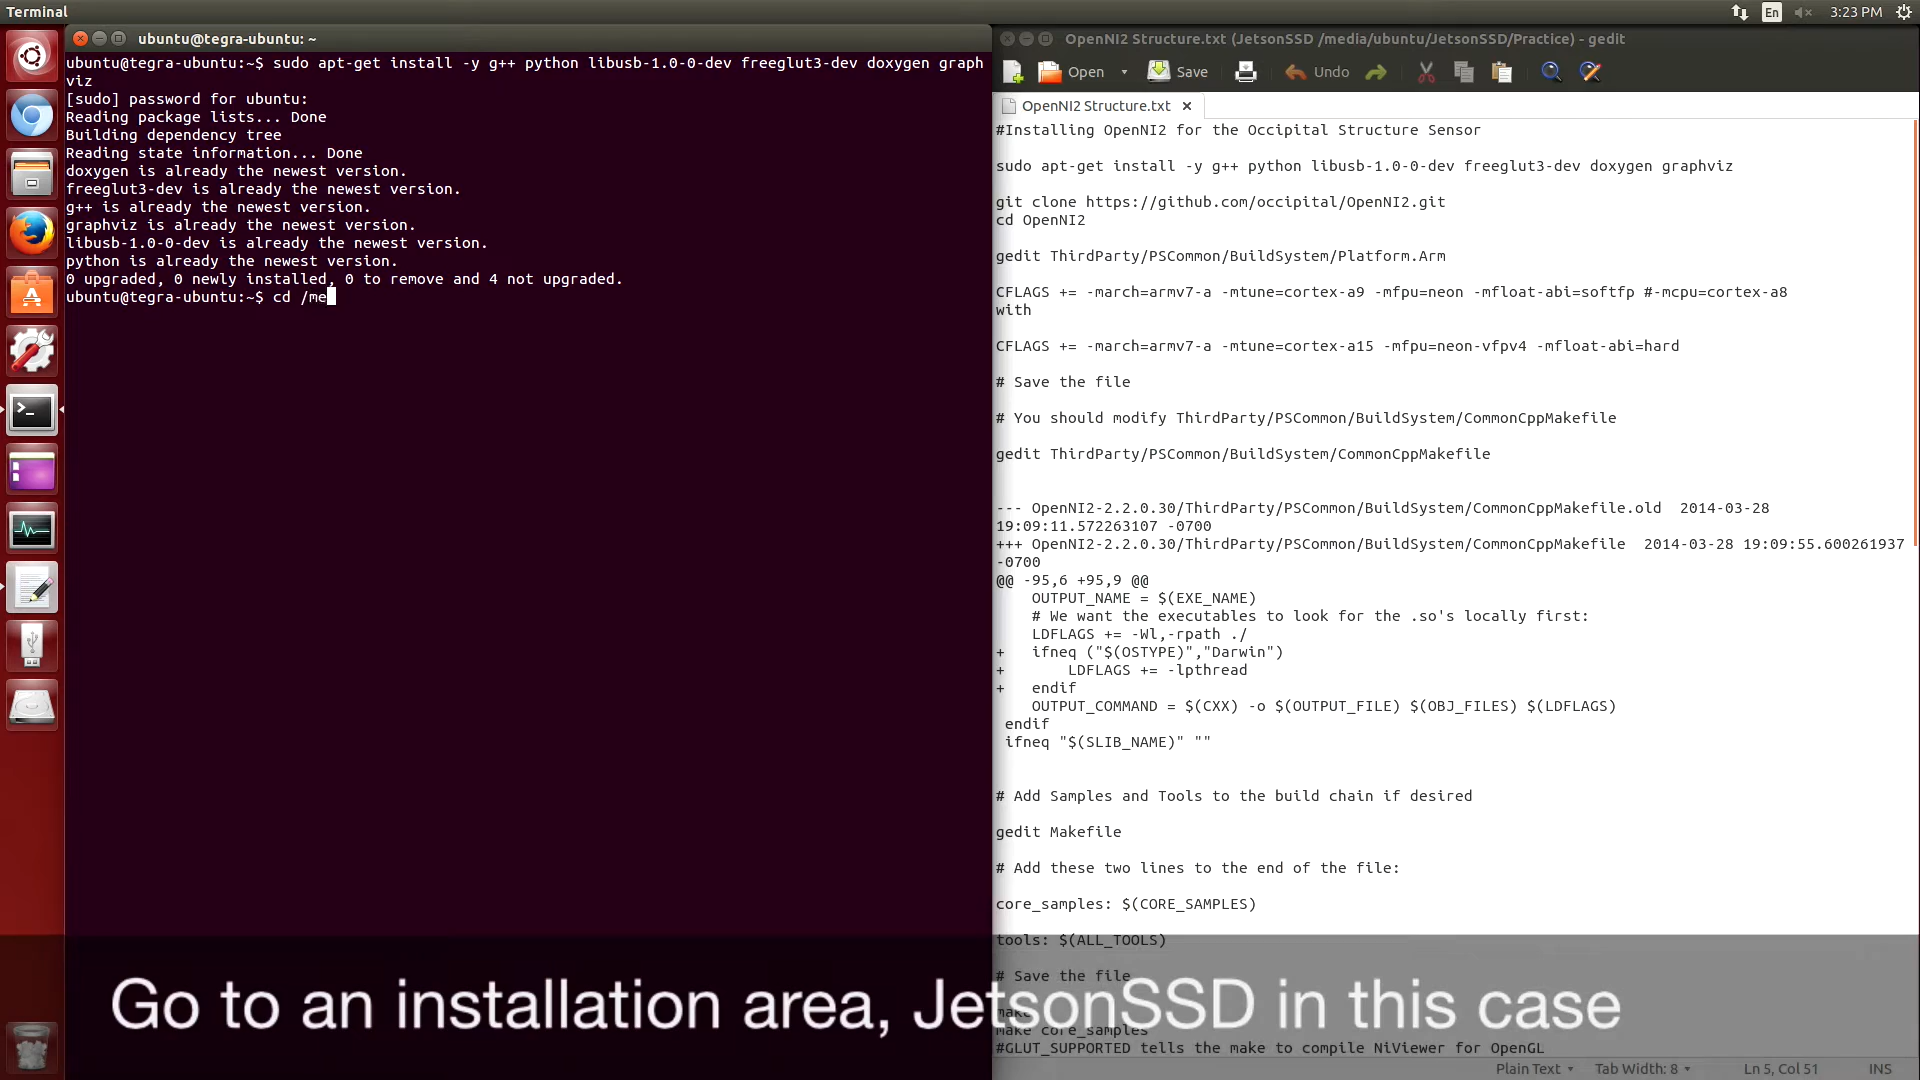 Terminal
En
3:23 PM
ubuntu@tegra-ubuntu: ~
ubuntu@tegra-ubuntu:~$ sudo apt-get install -y g++ python libusb-1.0-0-dev freeglut3-dev doxygen graph
viz
[sudo] password for ubuntu:
Reading package lists... Done
Building dependency tree
Reading state information... Done
doxygen is already the newest version.
freeglut3-dev is already the newest version.
g++ is already the newest version.
graphviz is already the newest version.
libusb-1.0-0-dev is already the newest version.
python is already the newest version.
0 upgraded, 0 newly installed, 0 to remove and 4 not upgraded.
ubuntu@tegra-ubuntu:~$ cd /me
OpenNI2 Structure.txt (JetsonSSD /media/ubuntu/JetsonSSD/Practice) - gedit
Open
Save
Undo
OpenNI2 Structure.txt
#Installing OpenNI2 for the Occipital Structure Sensor
sudo apt-get install -y g++ python libusb-1.0-0-dev freeglut3-dev doxygen graphviz
git clone https://github.com/occipital/OpenNI2.git
cd OpenNI2
gedit ThirdParty/PSCommon/BuildSystem/Platform.Arm
CFLAGS += -march=armv7-a -mtune=cortex-a9 -mfpu=neon -mfloat-abi=softfp #-mcpu=cortex-a8
with
CFLAGS += -march=armv7-a -mtune=cortex-a15 -mfpu=neon-vfpv4 -mfloat-abi=hard
# Save the file
# You should modify ThirdParty/PSCommon/BuildSystem/CommonCppMakefile
gedit ThirdParty/PSCommon/BuildSystem/CommonCppMakefile
--- OpenNI2-2.2.0.30/ThirdParty/PSCommon/BuildSystem/CommonCppMakefile.old  2014-03-28
19:09:11.572263107 -0700
+++ OpenNI2-2.2.0.30/ThirdParty/PSCommon/BuildSystem/CommonCppMakefile  2014-03-28 19:09:55.600261937
-0700
@@ -95,6 +95,9 @@
    OUTPUT_NAME = $(EXE_NAME)
    # We want the executables to look for the .so's locally first:
    LDFLAGS += -Wl,-rpath ./
+   ifneq ("$(OSTYPE)","Darwin")
+       LDFLAGS += -lpthread
+   endif
    OUTPUT_COMMAND = $(CXX) -o $(OUTPUT_FILE) $(OBJ_FILES) $(LDFLAGS)
 endif
 ifneq "$(SLIB_NAME)" ""
# Add Samples and Tools to the build chain if desired
gedit Makefile
# Add these two lines to the end of the file:
core_samples: $(CORE_SAMPLES)
tools: $(ALL_TOOLS)
# Save the file
make
make core_samples
#GLUT_SUPPORTED tells the make to compile NiViewer for OpenGL
Go to an installation area, JetsonSSD in this case
Plain Text
Tab Width: 8
Ln 5, Col 51
INS